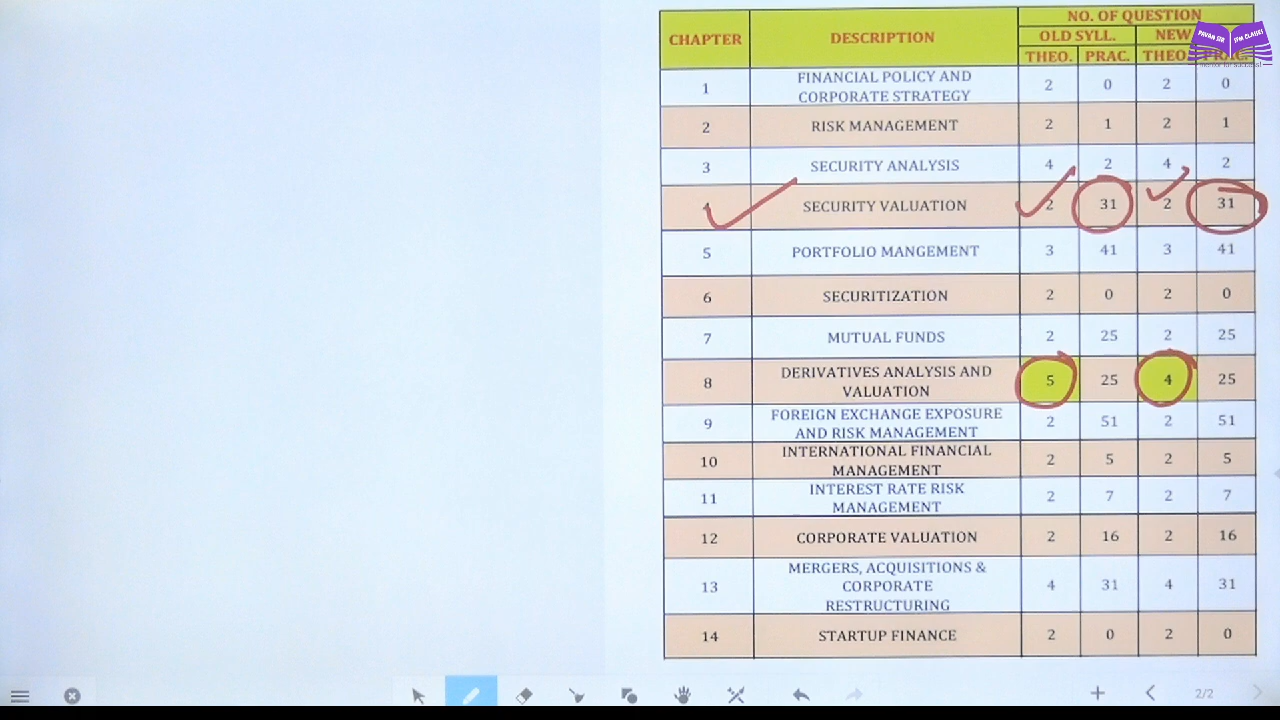 NO. OF QUESTION
CHAPTER DESCRIPTION OLD SYLL. NEW
THEO. PRAC. THEO. PRAC.
PAVAN SIR SFM CLASSES
1 FINANCIAL POLICY AND CORPORATE STRATEGY 2 0 2 0
2 RISK MANAGEMENT 2 1 2 1
3 SECURITY ANALYSIS 4 2 4 2
4 SECURITY VALUATION 2 31 2 31
5 PORTFOLIO MANGEMENT 3 41 3 41
6 SECURITIZATION 2 0 2 0
7 MUTUAL FUNDS 2 25 2 25
8 DERIVATIVES ANALYSIS AND VALUATION 5 25 4 25
9 FOREIGN EXCHANGE EXPOSURE AND RISK MANAGEMENT 2 51 2 51
10 INTERNATIONAL FINANCIAL MANAGEMENT 2 5 2 5
11 INTEREST RATE RISK MANAGEMENT 2 7 2 7
12 CORPORATE VALUATION 2 16 2 16
13 MERGERS, ACQUISITIONS & CORPORATE RESTRUCTURING 4 31 4 31
14 STARTUP FINANCE 2 0 2 0
2/2